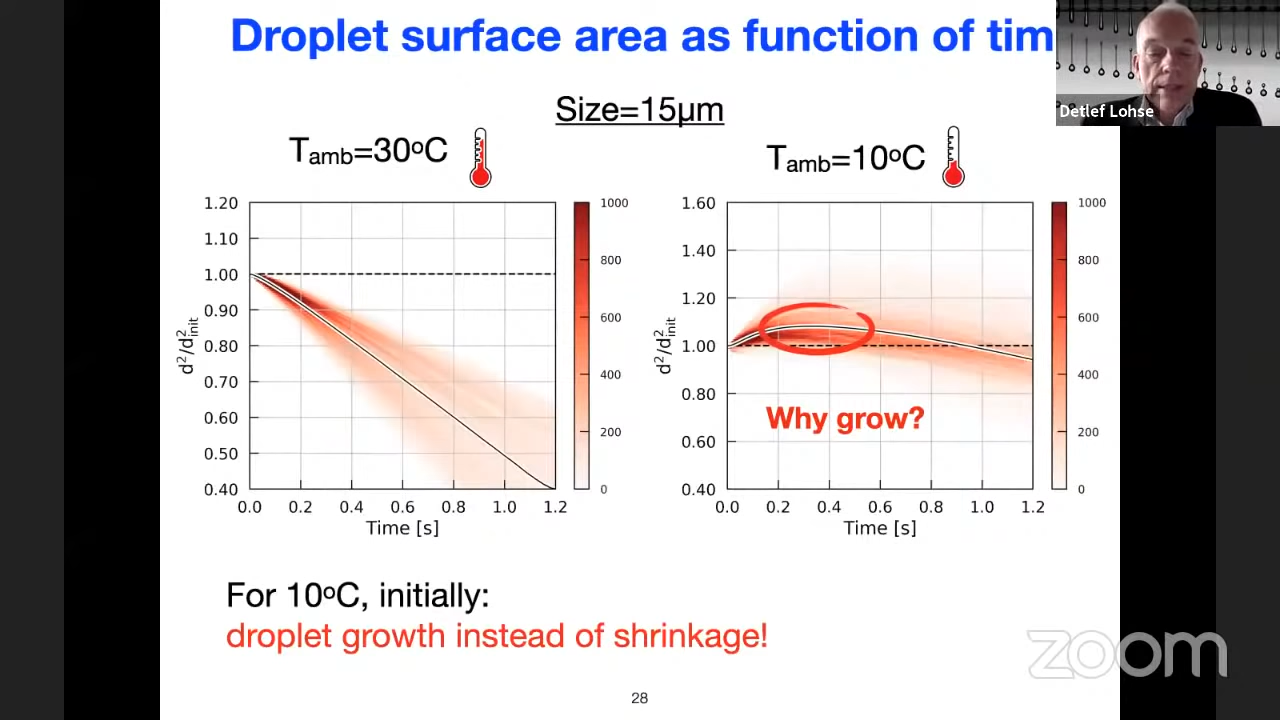 Droplet surface area as function of tim
Detlef Lohse
Size=15μm
Tamb=30oC
Tamb=10oC
1.20
1.10
1.00
0.90
0.80
0.70
0.60
0.50
0.40
d²/d²init
0.0 0.2 0.4 0.6 0.8 1.0 1.2
Time [s]
1000
800
600
400
200
0
1.60
1.40
1.20
1.00
0.80
0.60
0.40
d²/d²init
Why grow?
0.0 0.2 0.4 0.6 0.8 1.0 1.2
Time [s]
1000
800
600
400
200
0
For 10oC, initially:
droplet growth instead of shrinkage!
zoom
28